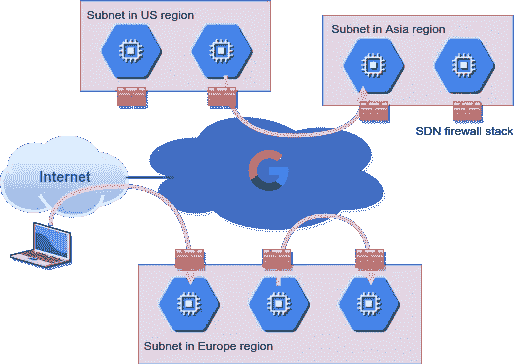 Subnet in US region
Subnet in Asia region
SDN firewall stack
Internet
Subnet in Europe region